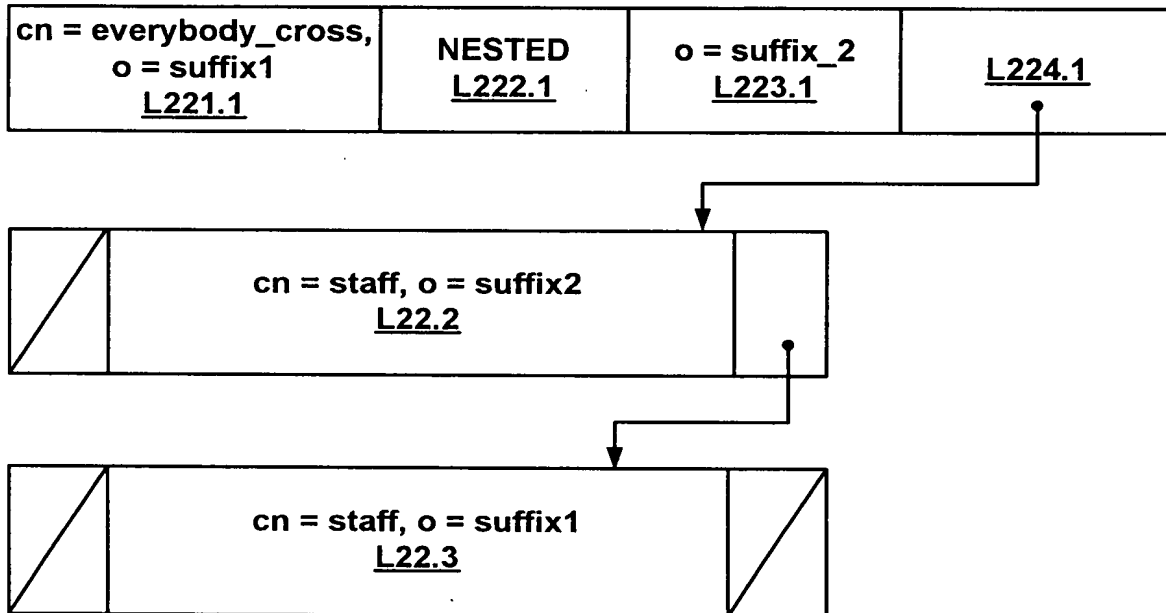 cn = everybody_cross,
o = suffix1
L221.1
NESTED
L222.1
o = suffix_2
L223.1
L224.1
cn = staff, o = suffix2
L22.2
cn = staff, o = suffix1
L22.3